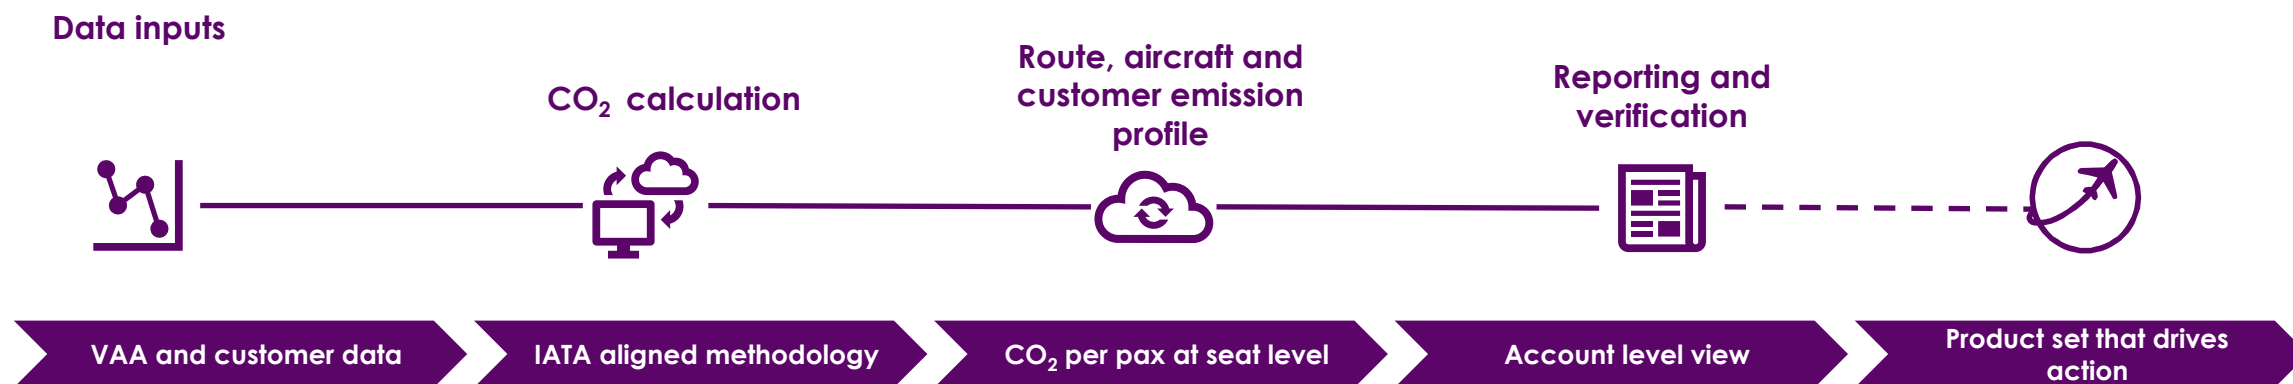 Data inputs
CO₂ calculation
Route, aircraft and
customer emission
profile
Reporting and
verification
VAA and customer data
IATA aligned methodology
CO₂ per pax at seat level
Account level view
Product set that drives
action